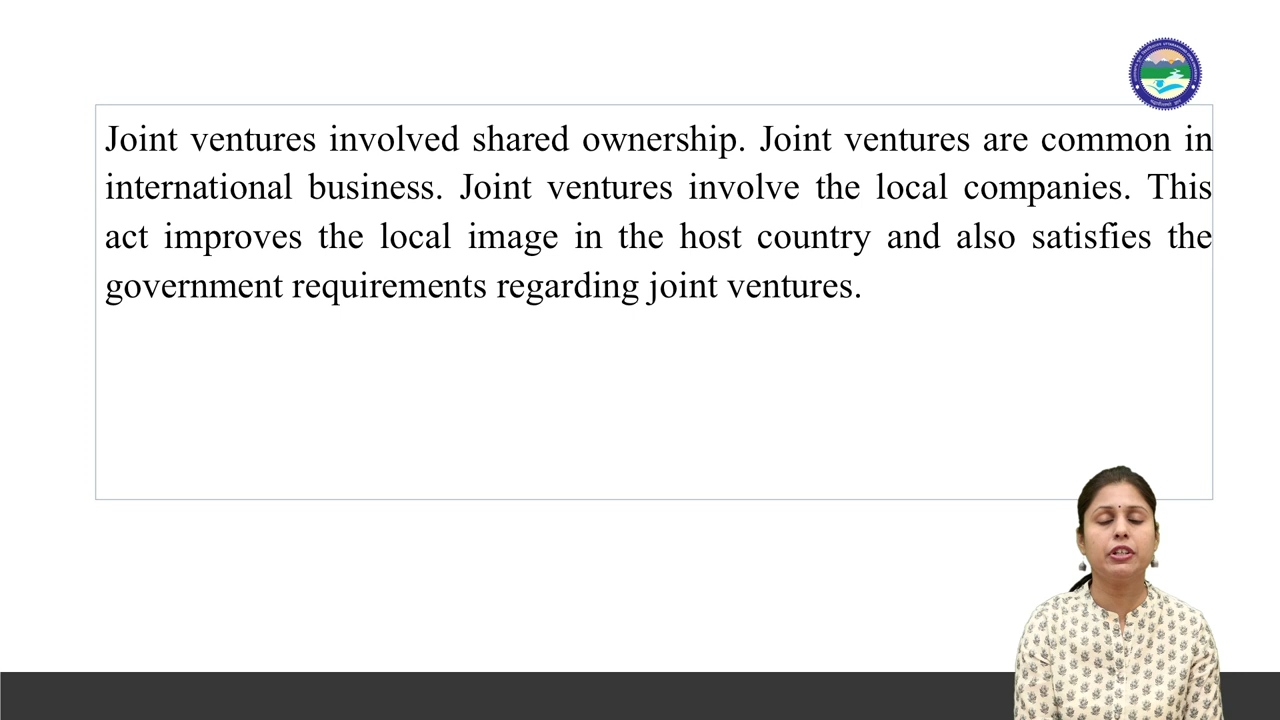 Joint ventures involved shared ownership. Joint ventures are common in
international business. Joint ventures involve the local companies. This
act improves the local image in the host country and also satisfies the
government requirements regarding joint ventures.